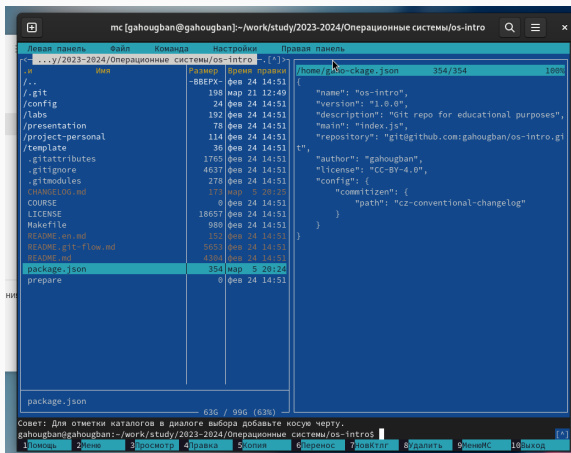 mc [gahougban@gahougban]:~/work/study/2023-2024/Операционные системы/os-intro
Левая панель Файл Команда Настройки Правая панель
<─ ...y/2023-2024/Операционные системы/os-intro ─.[^]>
.и Имя Размер Время правки
/.. -ВВЕРХ- фев 24 14:51
/.git 198 мар 21 12:49
/config 24 фев 24 14:51
/labs 192 фев 24 14:51
/presentation 78 фев 24 14:51
/project-personal 114 фев 24 14:51
/template 36 фев 24 14:51
.gitattributes 1765 фев 24 14:51
.gitignore 4637 фев 24 14:51
.gitmodules 278 фев 24 14:51
CHANGELOG.md 173 мар 5 20:25
COURSE 0 фев 24 14:51
LICENSE 18657 фев 24 14:51
Makefile 980 фев 24 14:51
README.en.md 152 фев 24 14:51
README.git-flow.md 5653 фев 24 14:51
README.md 4304 фев 24 14:51
package.json 354 мар 5 20:24
prepare 0 фев 24 14:51
package.json
63G / 99G (63%)
354/354 100%
{
"name": "os-intro",
"version": "1.0.0",
"description": "Git repo for educational purposes",
"main": "index.js",
"repository": "git@github.com:gahougban/os-intro.gi
t",
"author": "gahougban",
"license": "CC-BY-4.0",
"config": {
"commitizen": {
"path": "cz-conventional-changelog"
}
}
}
Совет: Для отметки каталогов в диалоге выбора добавьте косую черту.
gahougban@gahougban:~/work/study/2023-2024/Операционные системы/os-intro$ [^]
1Помощь 2Меню 3Просмотр 4Правка 5Копия 6Перенос 7НовКтлг 8Удалить 9МенюMC 10Выход